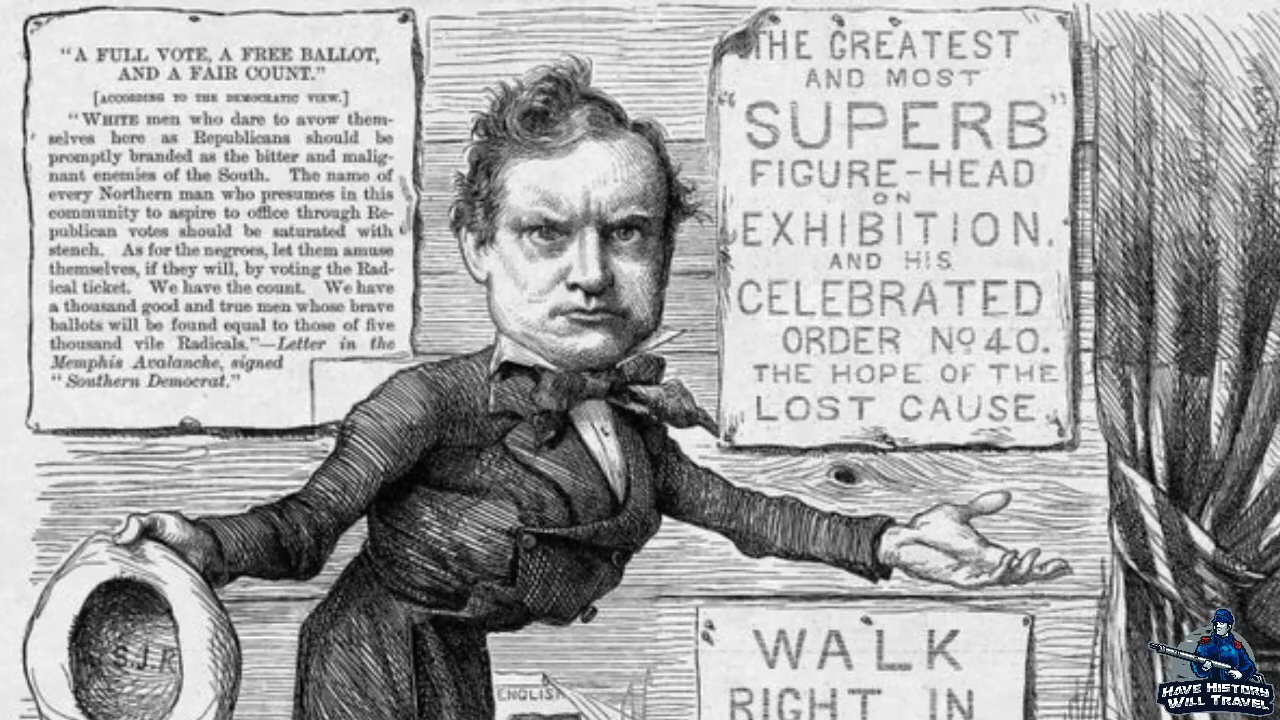 "A FULL VOTE, A FREE BALLOT,
AND A FAIR COUNT."
[ACCORDING TO THE DEMOCRATIC VIEW.]
"WHITE men who dare to avow them-
selves here as Republicans should be
promptly branded as the bitter and malig-
nant enemies of the South. The name of
every Northern man who presumes in this
community to aspire to office through Re-
publican votes should be saturated with
stench. As for the negroes, let them amuse
themselves, if they will, by voting the Rad-
ical ticket. We have the count. We have
a thousand good and true men whose brave
ballots will be found equal to those of five
thousand vile Radicals."—Letter in the
Memphis Avalanche, signed
"Southern Democrat."
THE GREATEST
AND MOST
"SUPERB"
FIGURE-HEAD
ON
EXHIBITION.
AND HIS
CELEBRATED
ORDER No 40.
THE HOPE OF THE
LOST CAUSE.
S.J.R
ENGLISH
WALK
RIGHT IN
HAVE HISTORY
WILL TRAVEL